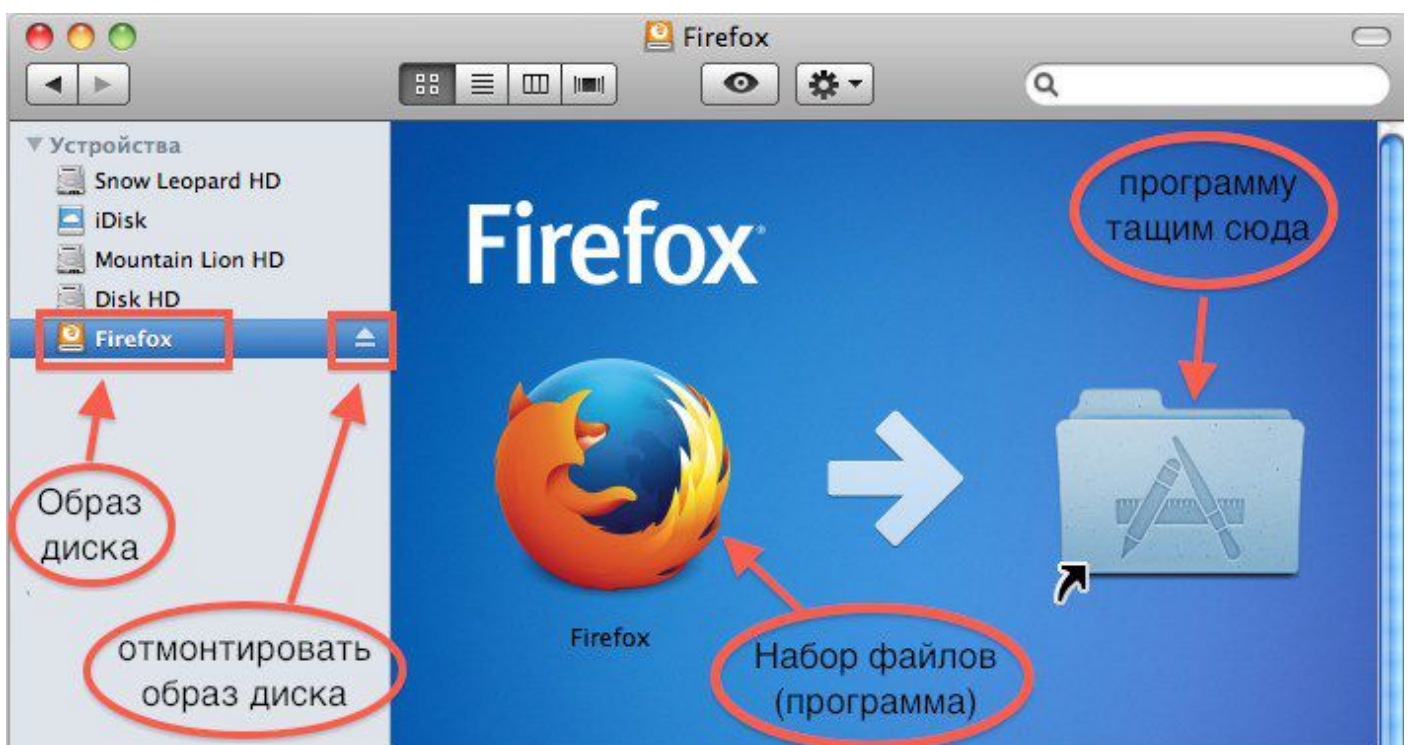 Firefox
Устройства
Snow Leopard HD
iDisk
Mountain Lion HD
Disk HD
Firefox
Firefox
программу
тащим сюда
Образ
диска
отмонтировать
образ диска
Firefox
Набор файлов
(программа)